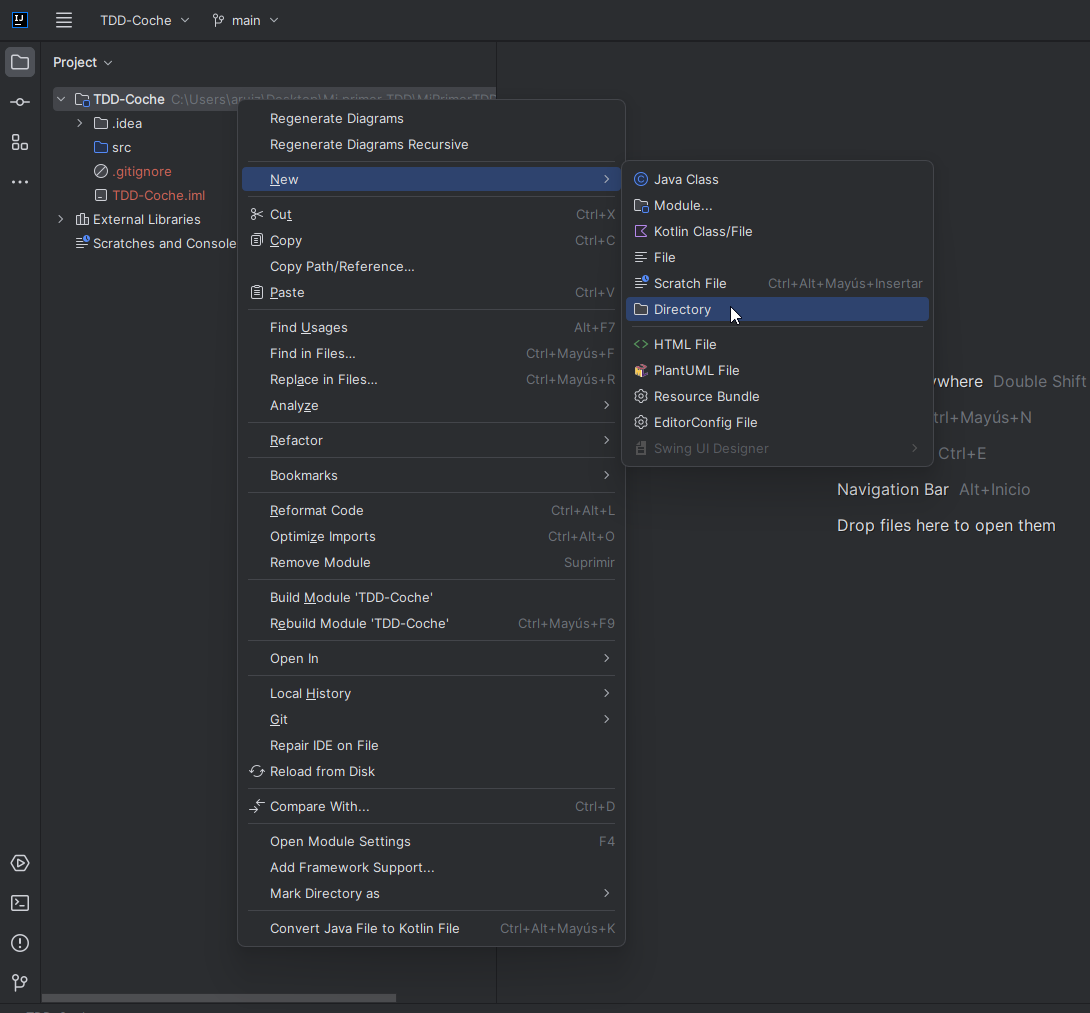 IJ
TDD-Coche
main
Project
TDD-Coche C:\Users\arviz\Desktop\Mi primer TDD\MiPrimerTDD
.idea
src
.gitignore
TDD-Coche.iml
External Libraries
Scratches and Console
Regenerate Diagrams
Regenerate Diagrams Recursive
New
Cut Ctrl+X
Copy Ctrl+C
Copy Path/Reference...
Paste Ctrl+V
Find Usages Alt+F7
Find in Files... Ctrl+Mayús+F
Replace in Files... Ctrl+Mayús+R
Analyze
Refactor
Bookmarks
Reformat Code Ctrl+Alt+L
Optimize Imports Ctrl+Alt+O
Remove Module Suprimir
Build Module 'TDD-Coche'
Rebuild Module 'TDD-Coche' Ctrl+Mayús+F9
Open In
Local History
Git
Repair IDE on File
Reload from Disk
Compare With... Ctrl+D
Open Module Settings F4
Add Framework Support...
Mark Directory as
Convert Java File to Kotlin File Ctrl+Alt+Mayús+K
Java Class
Module...
Kotlin Class/File
File
Scratch File Ctrl+Alt+Mayús+Insertar
Directory
HTML File
PlantUML File
Resource Bundle
EditorConfig File
Swing UI Designer
ywhere Double Shift
trl+Mayús+N
Ctrl+E
Navigation Bar Alt+Inicio
Drop files here to open them